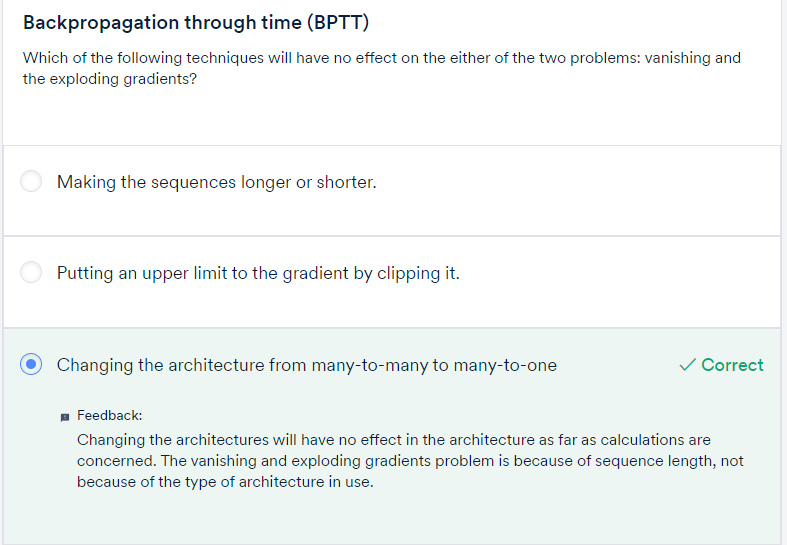 Backpropagation through time (BPTT)
Which of the following techniques will have no effect on the either of the two problems: vanishing and
the exploding gradients?
Making the sequences longer or shorter.
Putting an upper limit to the gradient by clipping it.
Changing the architecture from many-to-many to many-to-one
Correct
Feedback:
Changing the architectures will have no effect in the architecture as far as calculations are
concerned. The vanishing and exploding gradients problem is because of sequence length, not
because of the type of architecture in use.